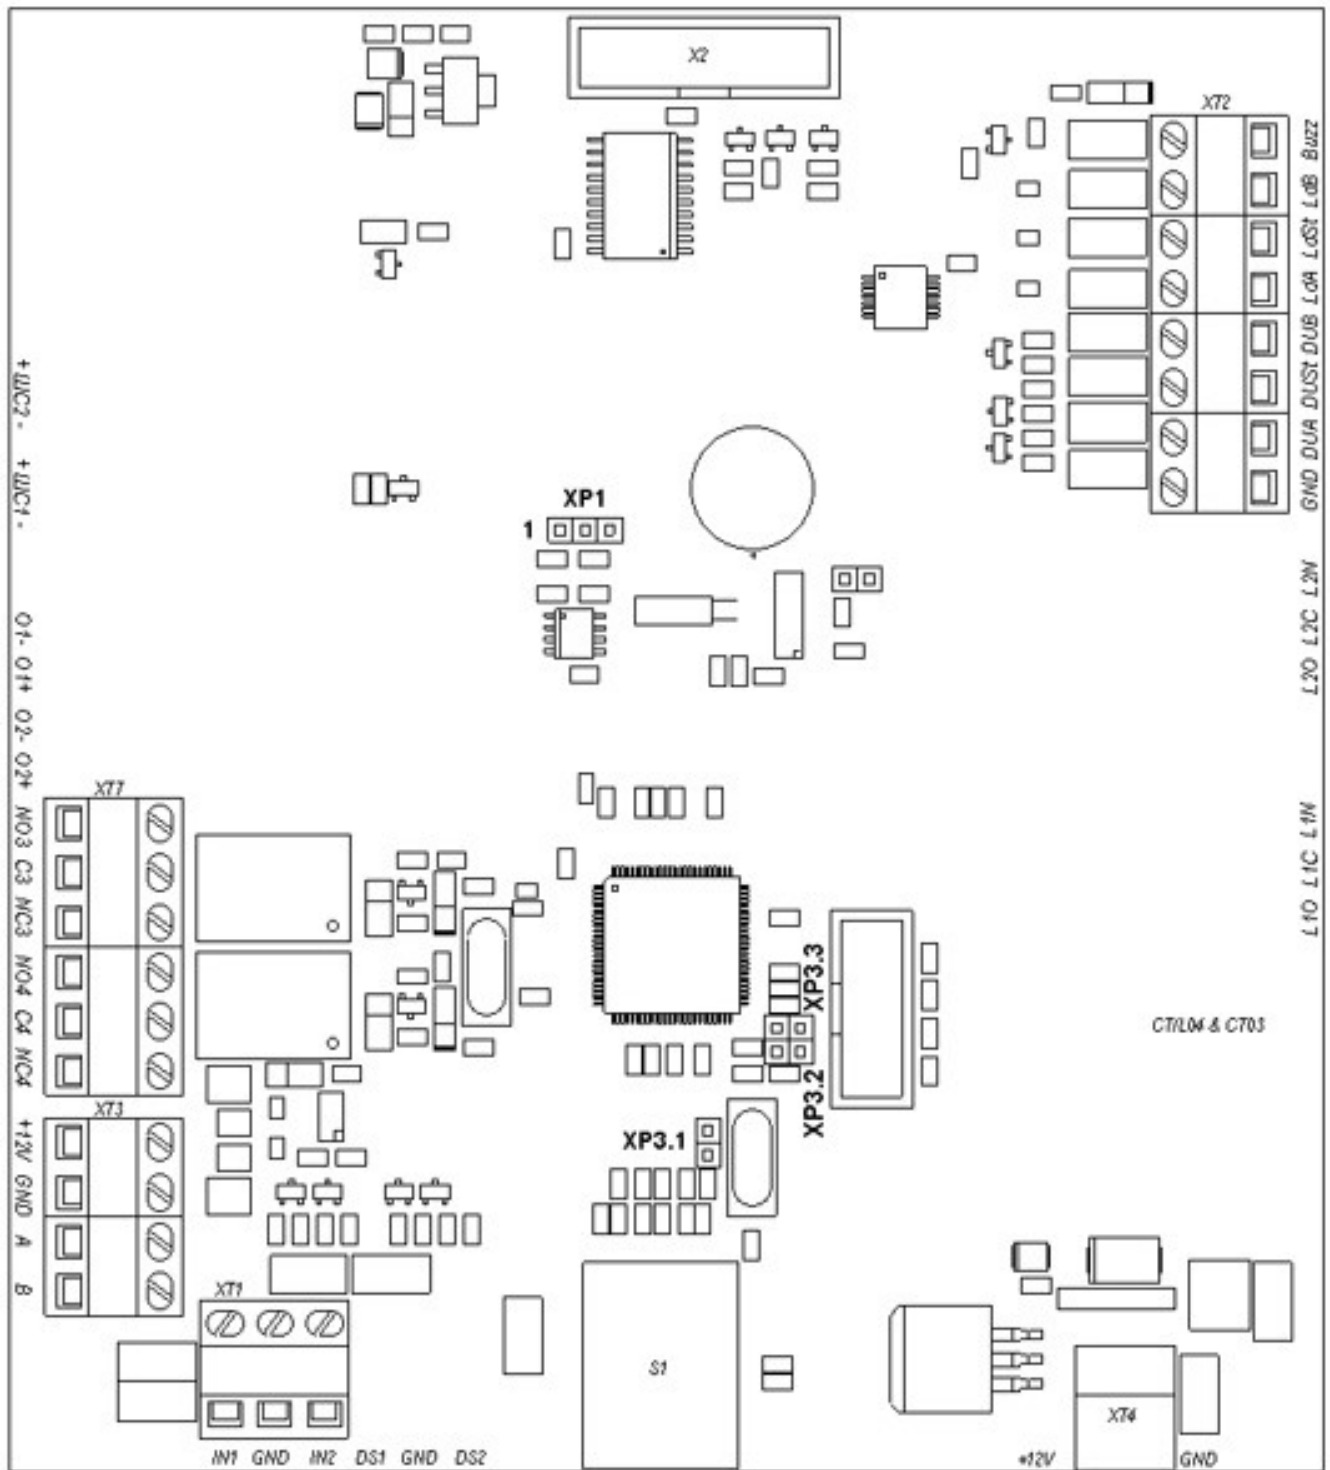 X2
XT2
Buzz
LdB
LdSt
LdA
DUB
DUSt
DUA
GND
+ ШС2 -
+ ШС1 -
XP1
1
L2N
L2C
L2O
O1- O1+ O2- O2+
XT7
NO3
C3
NC3
NO4
C4
NC4
L1N
L1C
L1O
XP3.3
XP3.2
XP3.1
CT/L04 & CT03
XT3
+12V
GND
A
B
XT1
S1
XT4
IN1 GND IN2 DS1 GND DS2
+12V
GND